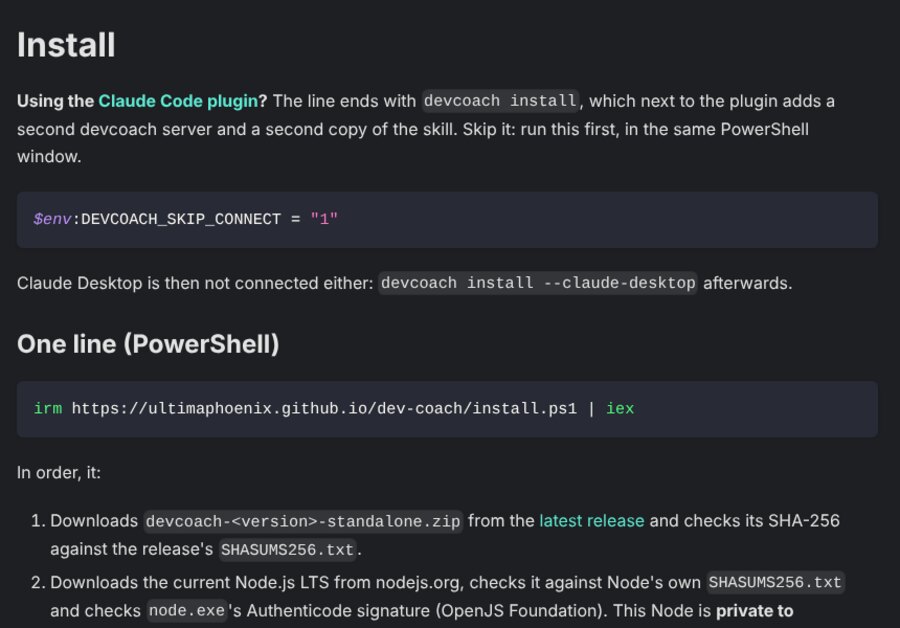 Install
Using the Claude Code plugin? The line ends with devcoach install, which next to the plugin adds a
second devcoach server and a second copy of the skill. Skip it: run this first, in the same PowerShell
window.
$env:DEVCOACH_SKIP_CONNECT = "1"
Claude Desktop is then not connected either: devcoach install --claude-desktop afterwards.
One line (PowerShell)
irm https://ultimaphoenix.github.io/dev-coach/install.ps1 | iex
In order, it:
1. Downloads devcoach-<version>-standalone.zip from the latest release and checks its SHA-256
against the release's SHASUMS256.txt.
2. Downloads the current Node.js LTS from nodejs.org, checks it against Node's own SHASUMS256.txt
and checks node.exe's Authenticode signature (OpenJS Foundation). This Node is private to